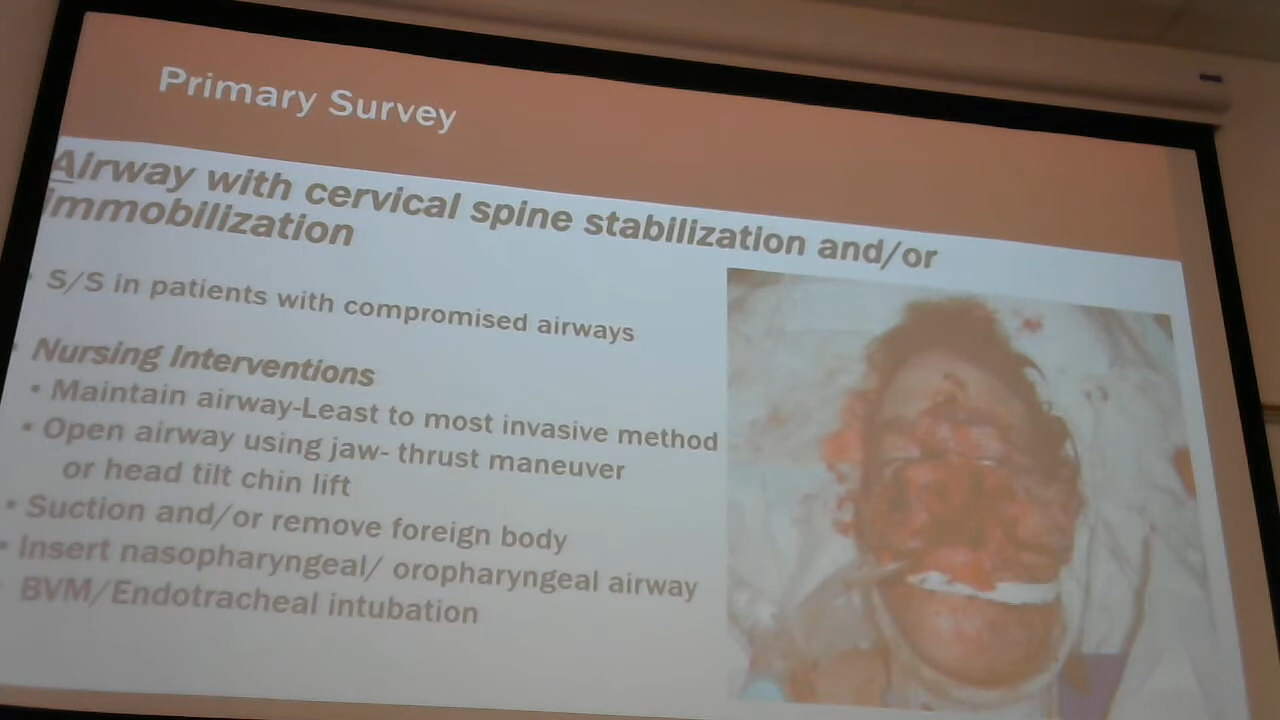 Primary Survey
Airway with cervical spine stabilization and/or
immobilization
• S/S in patients with compromised airways
• Nursing Interventions
• Maintain airway-Least to most invasive method
• Open airway using jaw- thrust maneuver
or head tilt chin lift
• Suction and/or remove foreign body
• Insert nasopharyngeal/ oropharyngeal airway
• BVM/Endotracheal intubation